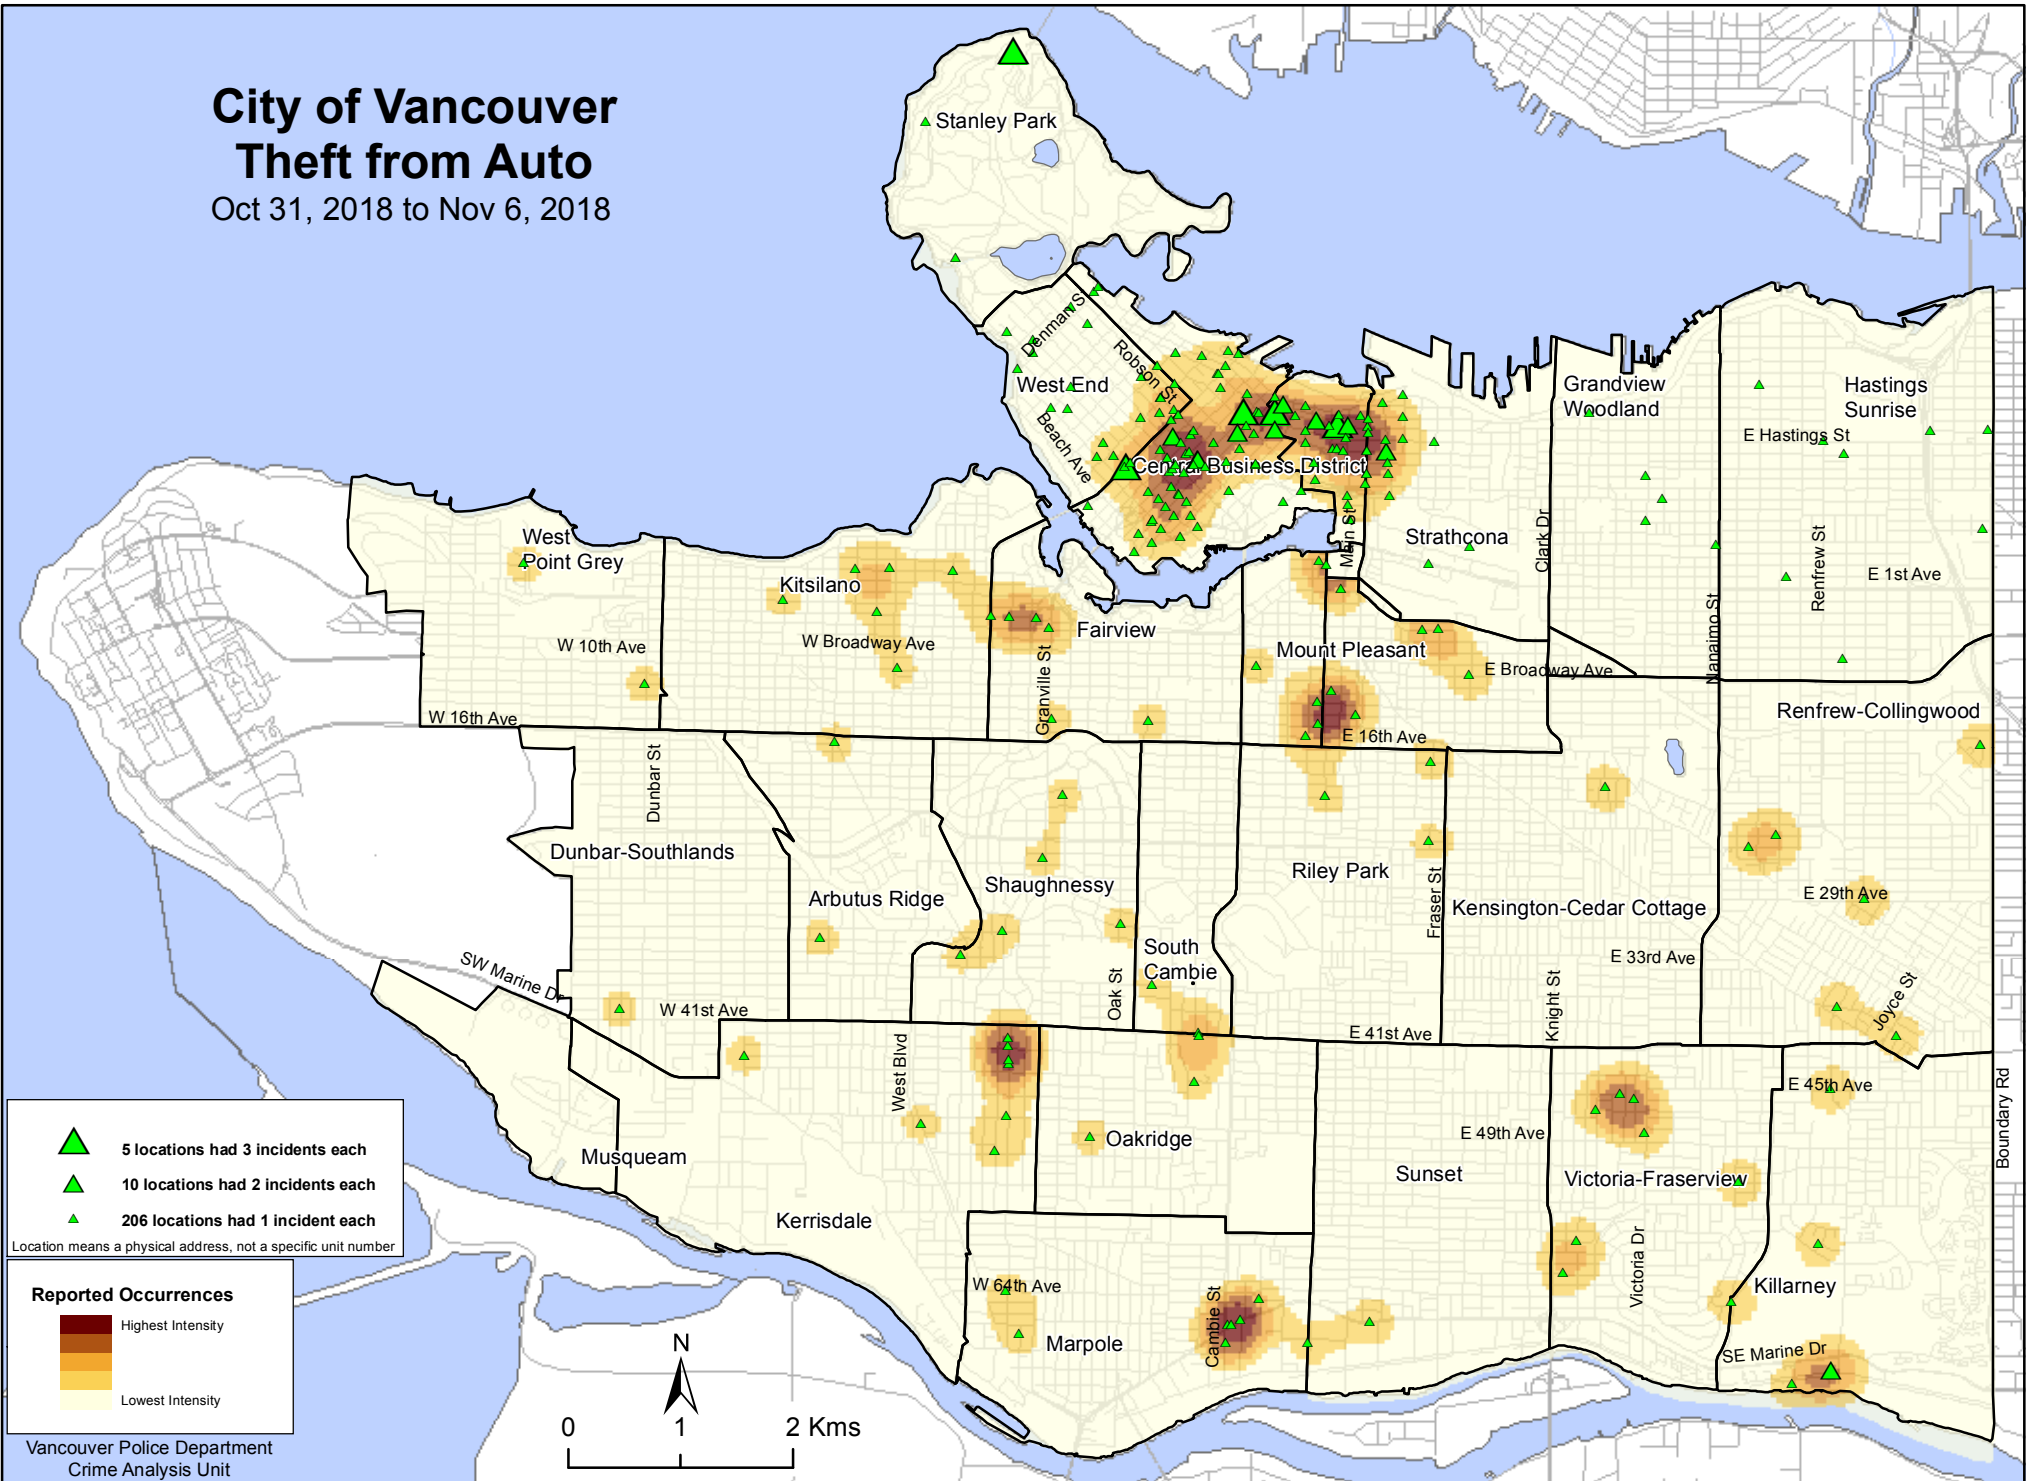 City of Vancouver
Theft from Auto
Oct 31, 2018 to Nov 6, 2018
Stanley Park
Denman St
Robson St
West End
Beach Ave
Central Business District
Grandview
Woodland
Hastings
Sunrise
E Hastings St
West
Point Grey
Kitsilano
Fairview
Main St
Strathcona
Clark Dr
Renfrew St
E 1st Ave
Nanaimo St
W 10th Ave
W Broadway Ave
Granville St
Mount Pleasant
E Broadway Ave
W 16th Ave
E 16th Ave
Renfrew-Collingwood
Dunbar St
Dunbar-Southlands
Arbutus Ridge
Shaughnessy
Riley Park
Fraser St
Kensington-Cedar Cottage
E 29th Ave
South
Cambie
E 33rd Ave
SW Marine Dr
W 41st Ave
Oak St
E 41st Ave
Knight St
Joyce St
West Blvd
E 45th Ave
Boundary Rd
Musqueam
Oakridge
E 49th Ave
Sunset
Victoria-Fraserview
Kerrisdale
W 64th Ave
Marpole
Cambie St
Victoria Dr
Killarney
SE Marine Dr
5 locations had 3 incidents each
10 locations had 2 incidents each
206 locations had 1 incident each
Location means a physical address, not a specific unit number
Reported Occurrences
Highest Intensity
Lowest Intensity
Vancouver Police Department
Crime Analysis Unit
N
0 1 2 Kms